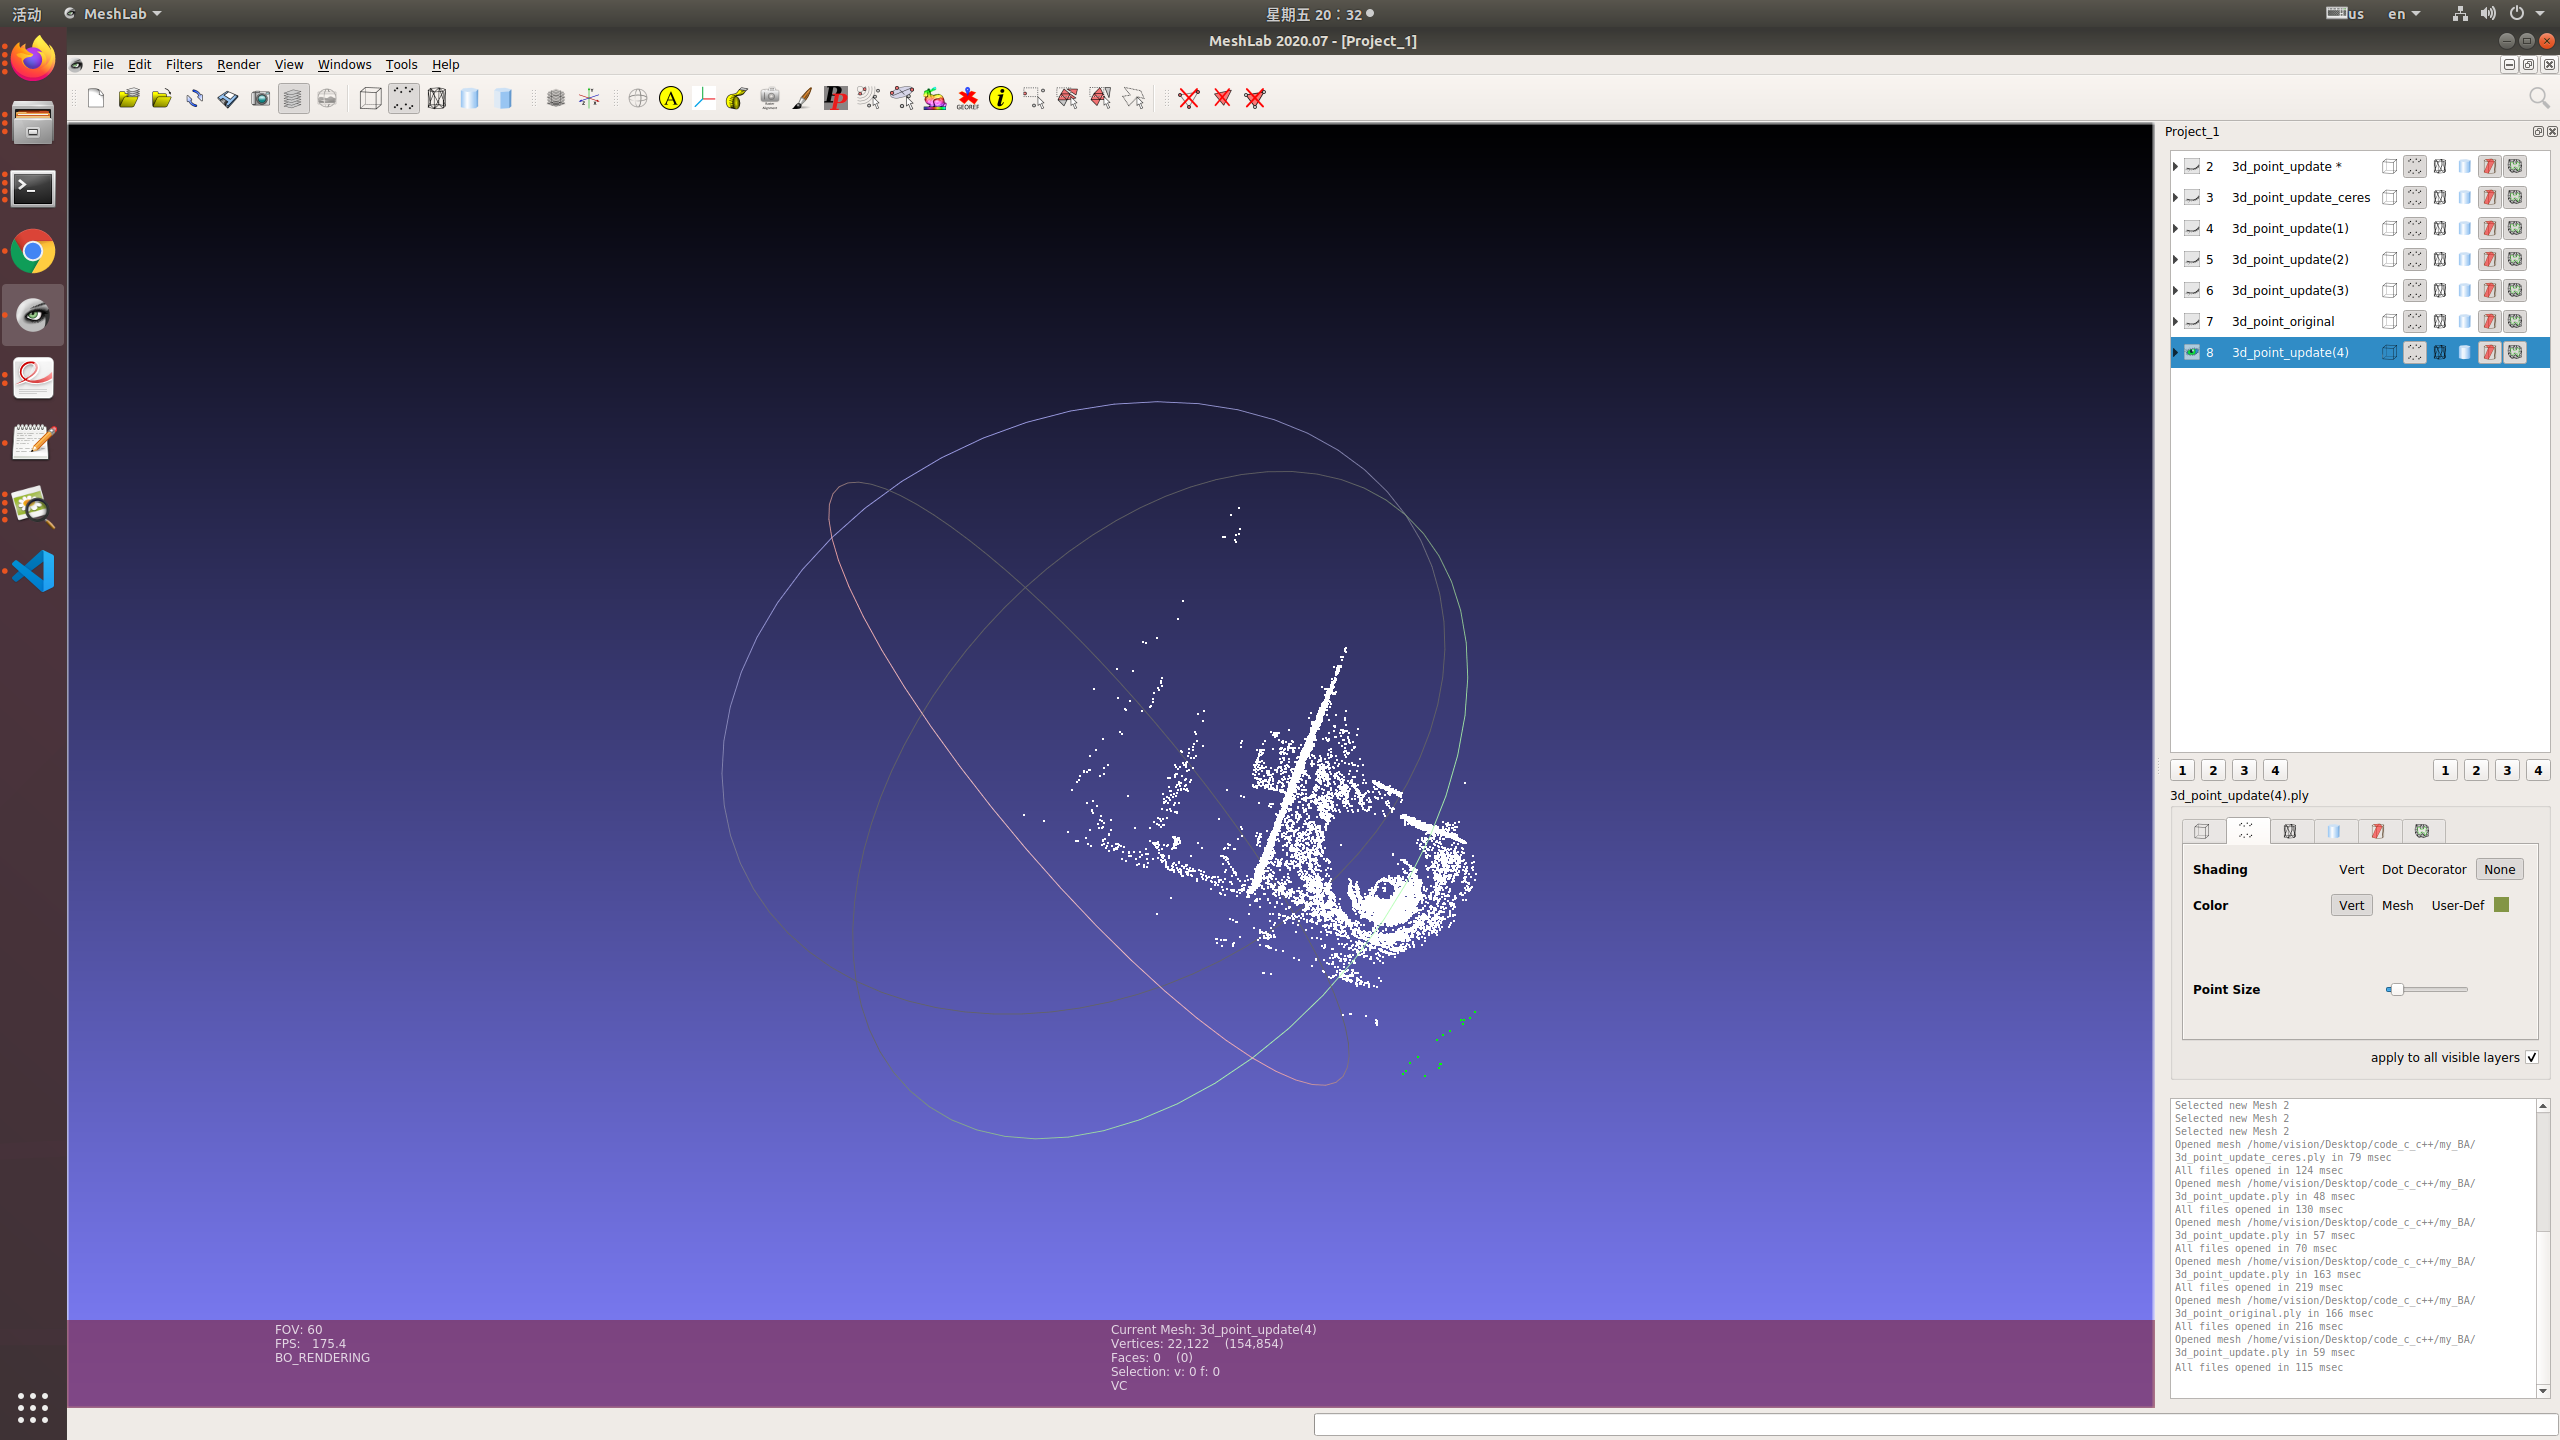 活动 MeshLab 星期五 20：32 us en
MeshLab 2020.07 - [Project_1]
File Edit Filters Render View Windows Tools Help
A PP GEOREF i
Project_1
2 3d_point_update *
3 3d_point_update_ceres
4 3d_point_update(1)
5 3d_point_update(2)
6 3d_point_update(3)
7 3d_point_original
8 3d_point_update(4)
1 2 3 4 1 2 3 4
3d_point_update(4).ply
Shading Vert Dot Decorator None
Color Vert Mesh User-Def
Point Size
apply to all visible layers
Selected new Mesh 2
Selected new Mesh 2
Selected new Mesh 2
Opened mesh /home/vision/Desktop/code_c_c++/my_BA/
3d_point_update_ceres.ply in 79 msec
All files opened in 124 msec
Opened mesh /home/vision/Desktop/code_c_c++/my_BA/
3d_point_update.ply in 48 msec
All files opened in 130 msec
Opened mesh /home/vision/Desktop/code_c_c++/my_BA/
3d_point_update.ply in 57 msec
All files opened in 70 msec
Opened mesh /home/vision/Desktop/code_c_c++/my_BA/
3d_point_update.ply in 163 msec
All files opened in 219 msec
Opened mesh /home/vision/Desktop/code_c_c++/my_BA/
3d_point_original.ply in 166 msec
All files opened in 216 msec
Opened mesh /home/vision/Desktop/code_c_c++/my_BA/
3d_point_update.ply in 59 msec
All files opened in 115 msec
FOV: 60
FPS: 175.4
BO_RENDERING
Current Mesh: 3d_point_update(4)
Vertices: 22,122 (154,854)
Faces: 0 (0)
Selection: v: 0 f: 0
VC